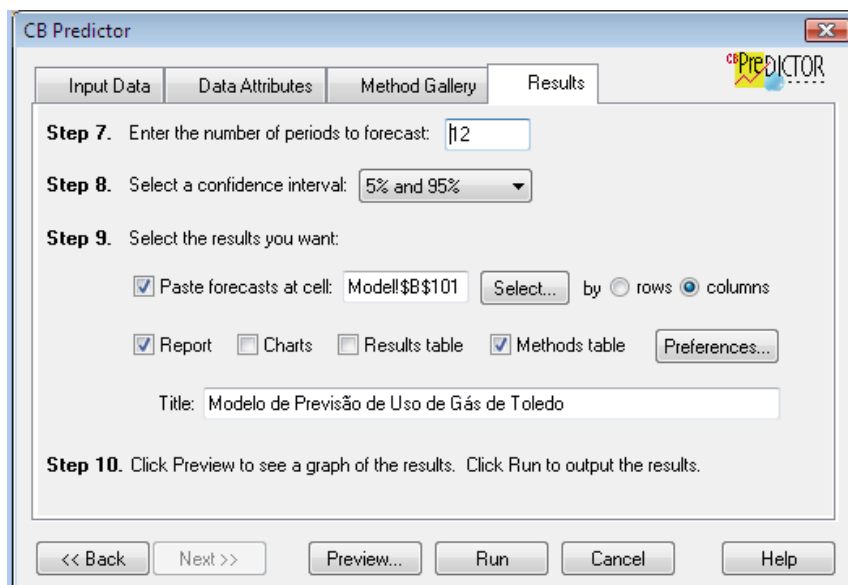 CB Predictor
CB PreDICTOR
Input Data Data Attributes Method Gallery Results
Step 7. Enter the number of periods to forecast: 12
Step 8. Select a confidence interval: 5% and 95%
Step 9. Select the results you want:
Paste forecasts at cell: Model!$B$101 Select... by rows columns
Report Charts Results table Methods table Preferences...
Title: Modelo de Previsão de Uso de Gás de Toledo
Step 10. Click Preview to see a graph of the results. Click Run to output the results.
<< Back Next >> Preview... Run Cancel Help